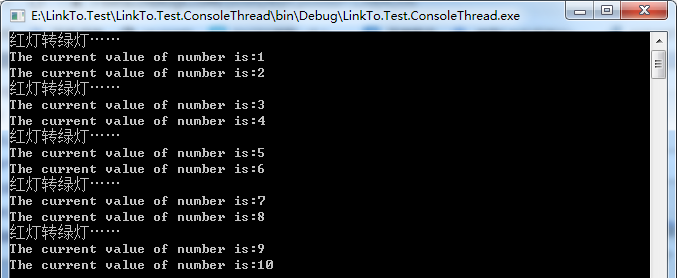 E:\LinkTo.Test\LinkTo.Test.ConsoleThread\bin\Debug\LinkTo.Test.ConsoleThread.exe
红灯转绿灯……
The current value of number is:1
The current value of number is:2
红灯转绿灯……
The current value of number is:3
The current value of number is:4
红灯转绿灯……
The current value of number is:5
The current value of number is:6
红灯转绿灯……
The current value of number is:7
The current value of number is:8
红灯转绿灯……
The current value of number is:9
The current value of number is:10